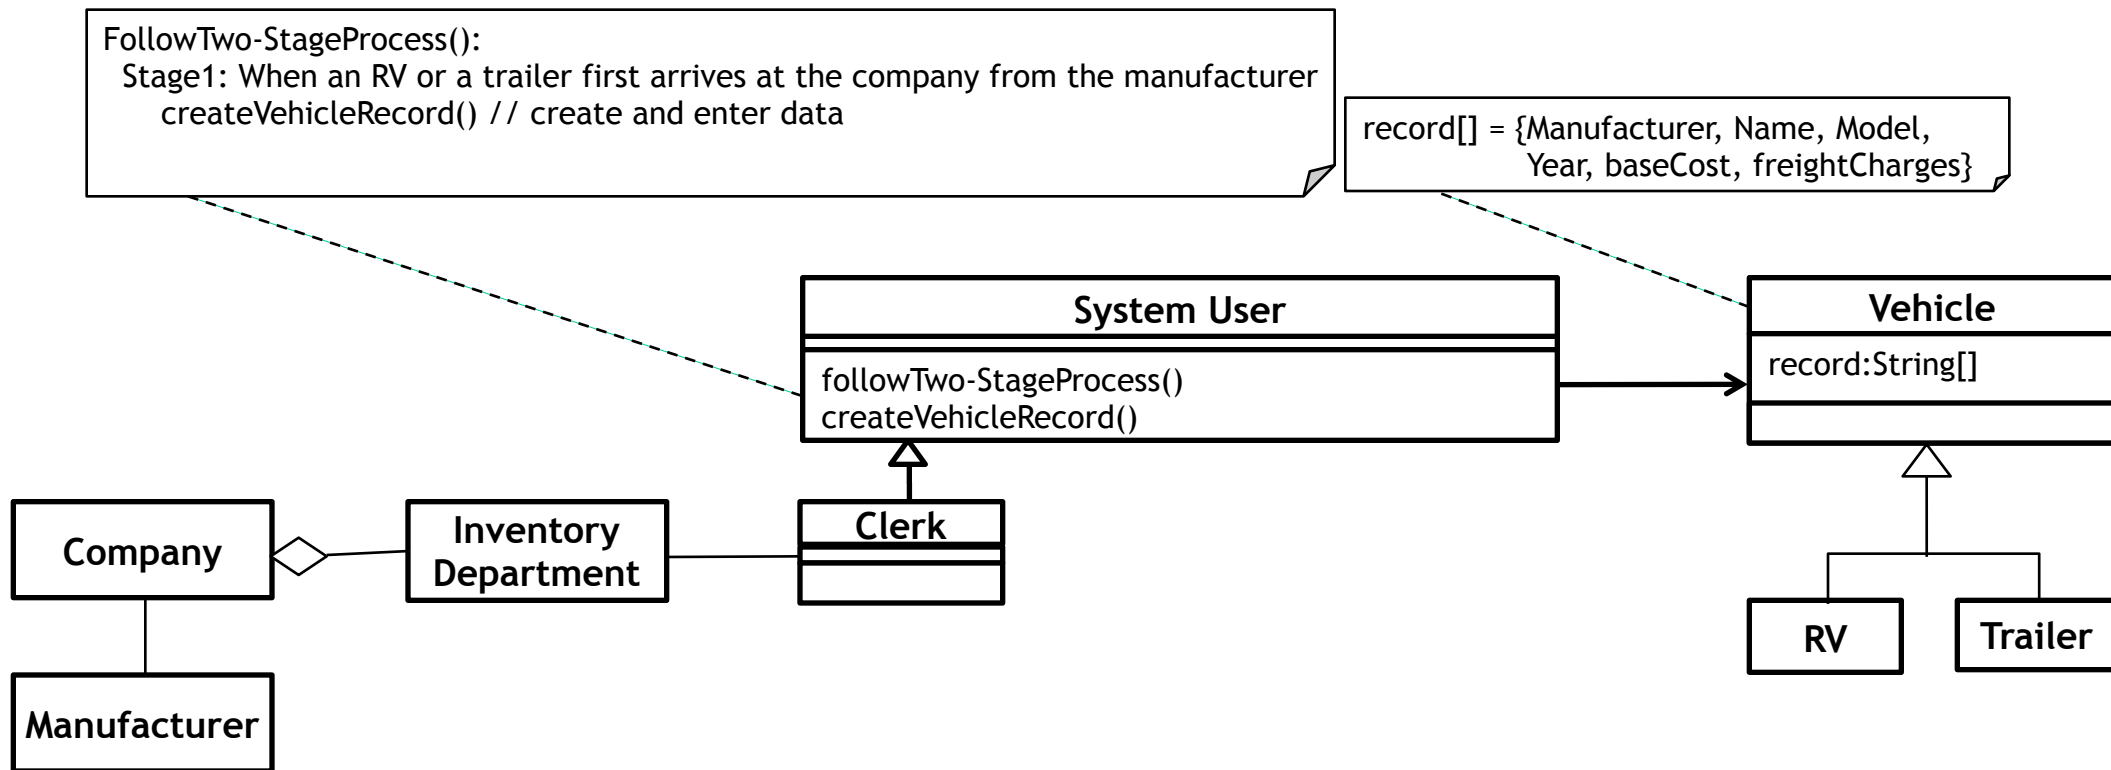 FollowTwo-StageProcess():
Stage1: When an RV or a trailer first arrives at the company from the manufacturer
createVehicleRecord() // create and enter data
record[] = {Manufacturer, Name, Model,
Year, baseCost, freightCharges}
System User
followTwo-StageProcess()
createVehicleRecord()
Vehicle
record:String[]
Company
Inventory
Department
Clerk
RV
Trailer
Manufacturer